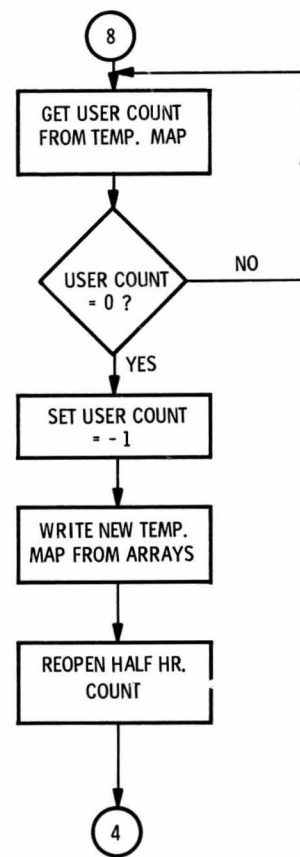 8
GET USER COUNT
FROM TEMP. MAP
USER COUNT
= 0 ?
NO
YES
SET USER COUNT
= - 1
WRITE NEW TEMP.
MAP FROM ARRAYS
REOPEN HALF HR.
COUNT
4